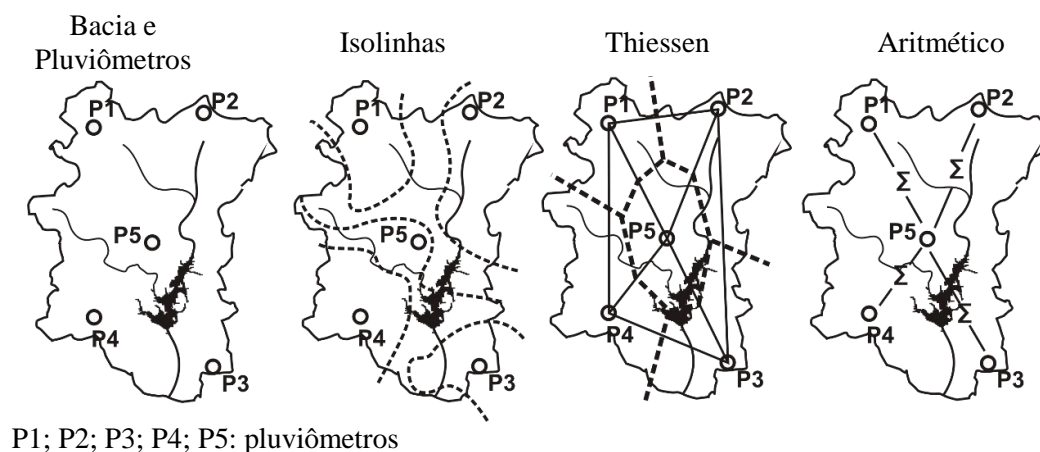 Bacia e
Pluviômetros
Isolinhas
Thiessen
Aritmético
P1
P2
P5
P4
P3
P1
P2
P5
P4
P3
P1
P2
P5
P4
P3
P1
Σ
Σ
P2
P5
Σ
Σ
P4
P3
P1; P2; P3; P4; P5: pluviômetros